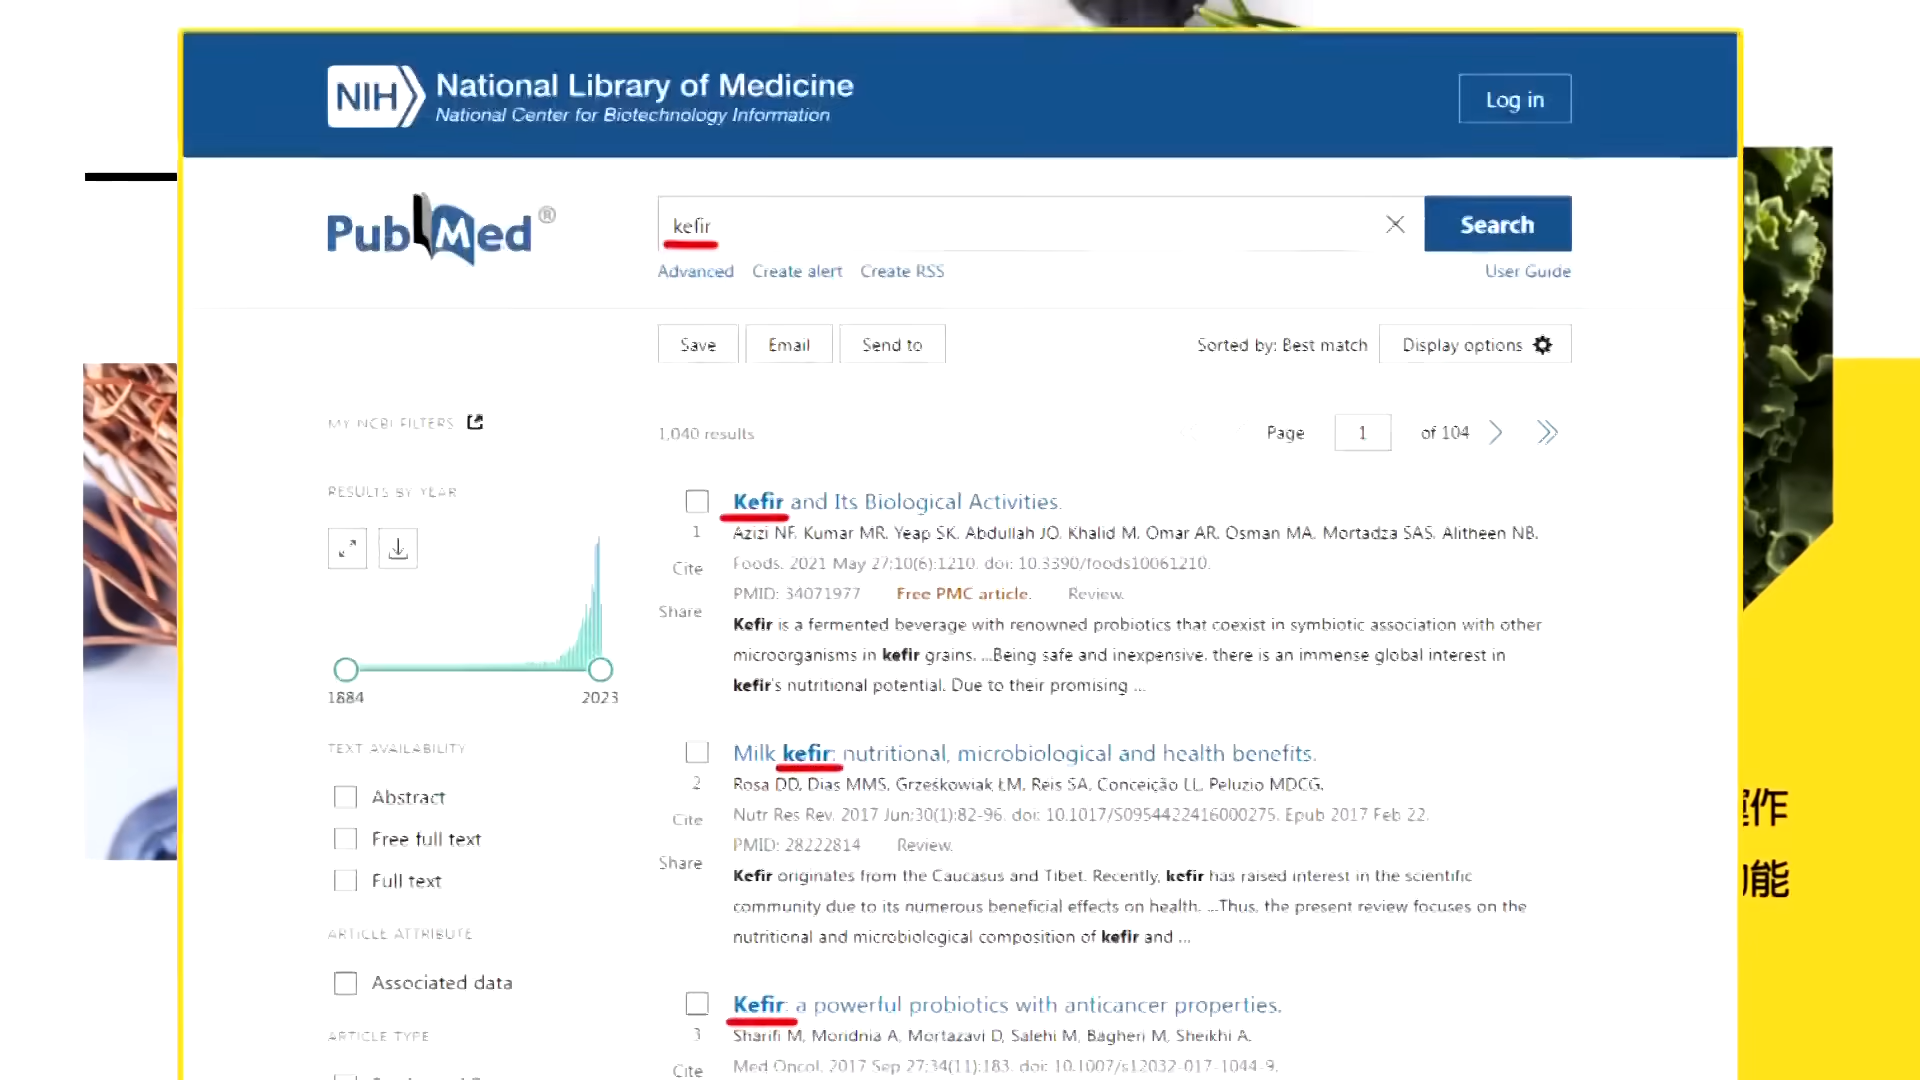 NIH National Library of Medicine
National Center for Biotechnology Information
Log in
PubMed®
kefir
Search
Advanced Create alert Create RSS
User Guide
Save Email Send to
Sorted by: Best match Display options
MY NCBI FILTERS
1,040 results
Page 1 of 104
RESULTS BY YEAR
1884 2023
TEXT AVAILABILITY
Abstract
Free full text
Full text
ARTICLE ATTRIBUTE
Associated data
ARTICLE TYPE
Kefir and Its Biological Activities.
1
Azizi NF, Kumar MR, Yeap SK, Abdullah JO, Khalid M, Omar AR, Osman MA, Mortadza SAS, Alitheen NB.
Cite
Foods. 2021 May 27;10(6):1210. doi: 10.3390/foods10061210.
PMID: 34071977 Free PMC article. Review.
Share
Kefir is a fermented beverage with renowned probiotics that coexist in symbiotic association with other
microorganisms in kefir grains. ...Being safe and inexpensive, there is an immense global interest in
kefir's nutritional potential. Due to their promising ...
Milk kefir: nutritional, microbiological and health benefits.
2
Rosa DD, Dias MMS, Grześkowiak ŁM, Reis SA, Conceição LL, Peluzio MDCG.
Cite
Nutr Res Rev. 2017 Jun;30(1):82-96. doi: 10.1017/S0954422416000275. Epub 2017 Feb 22.
PMID: 28222814 Review.
Share
Kefir originates from the Caucasus and Tibet. Recently, kefir has raised interest in the scientific
community due to its numerous beneficial effects on health. ...Thus, the present review focuses on the
nutritional and microbiological composition of kefir and ...
Kefir: a powerful probiotics with anticancer properties.
3
Sharifi M, Moridnia A, Mortazavi D, Salehi M, Bagheri M, Sheikhi A.
Cite
Med Oncol. 2017 Sep 27;34(11):183. doi: 10.1007/s12032-017-1044-9.
作
能